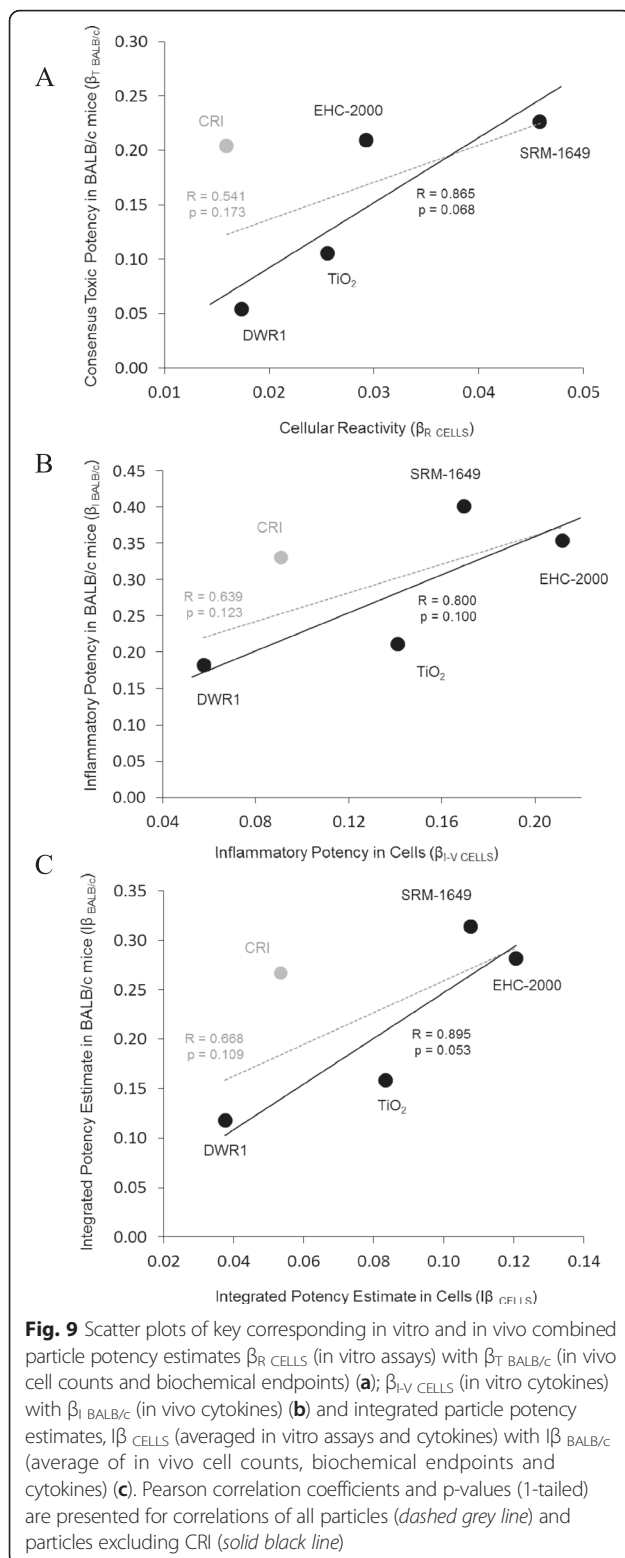 A
Consensus Toxic Potency in BALB/c mice (βT BALB/c)
0.30
0.25
0.20
0.15
0.10
0.05
0.00
CRI
EHC-2000
SRM-1649
R = 0.541
p = 0.173
R = 0.865
p = 0.068
TiO2
DWR1
0.01 0.02 0.03 0.04 0.05
Cellular Reactivity (βR CELLS)
B
Inflammatory Potency in BALB/c mice (βI BALB/c)
0.45
0.40
0.35
0.30
0.25
0.20
0.15
0.10
0.05
0.00
SRM-1649
CRI
EHC-2000
R = 0.639
p = 0.123
R = 0.800
p = 0.100
TiO2
DWR1
0.04 0.08 0.12 0.16 0.20
Inflammatory Potency in Cells (βI-V CELLS)
C
Integrated Potency Estimate in BALB/c mice (Iβ BALB/c)
0.35
0.30
0.25
0.20
0.15
0.10
0.05
0.00
SRM-1649
CRI
EHC-2000
R = 0.668
p = 0.109
R = 0.895
p = 0.053
TiO2
DWR1
0.02 0.04 0.06 0.08 0.10 0.12 0.14
Integrated Potency Estimate in Cells (Iβ CELLS)
Fig. 9 Scatter plots of key corresponding in vitro and in vivo combined
particle potency estimates βR CELLS (in vitro assays) with βT BALB/c (in vivo
cell counts and biochemical endpoints) (a); βI-V CELLS (in vitro cytokines)
with βI BALB/c (in vivo cytokines) (b) and integrated particle potency
estimates, Iβ CELLS (averaged in vitro assays and cytokines) with Iβ BALB/c
(average of in vivo cell counts, biochemical endpoints and
cytokines) (c). Pearson correlation coefficients and p-values (1-tailed)
are presented for correlations of all particles (dashed grey line) and
particles excluding CRI (solid black line)